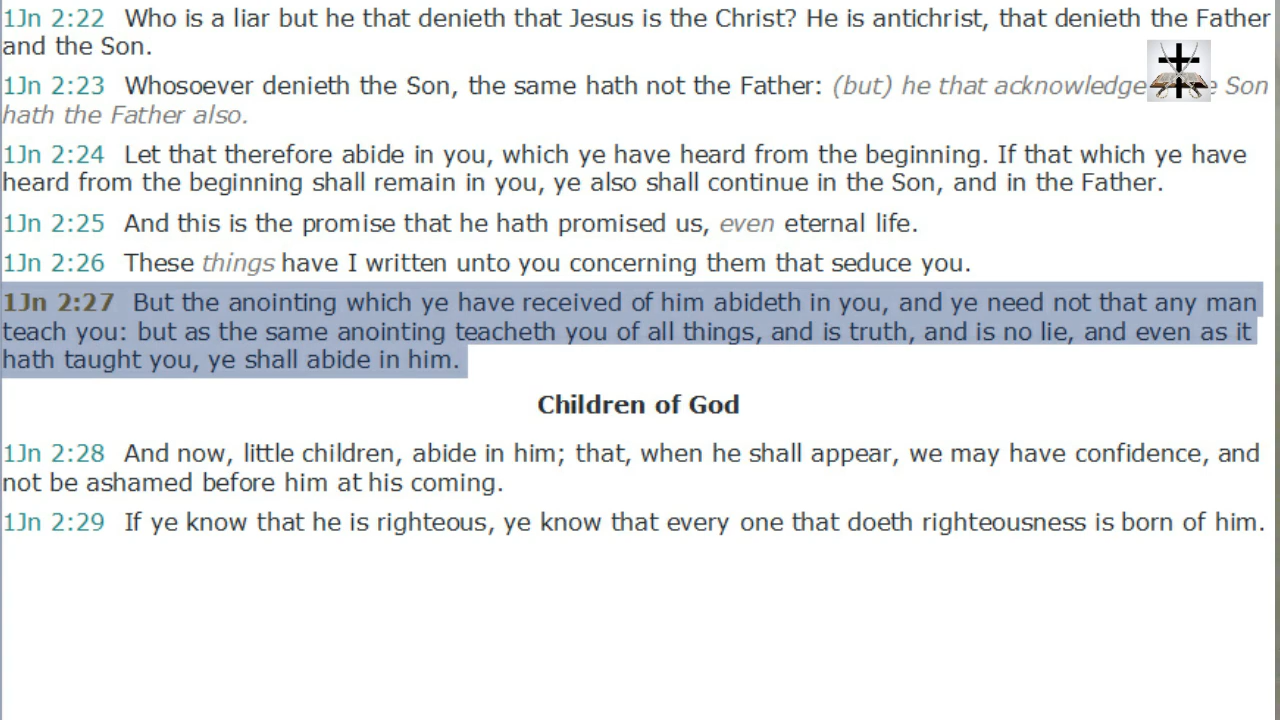 1Jn 2:22 Who is a liar but he that denieth that Jesus is the Christ? He is antichrist, that denieth the Father
and the Son.
1Jn 2:23 Whosoever denieth the Son, the same hath not the Father: (but) he that acknowledge Son
hath the Father also.
1Jn 2:24 Let that therefore abide in you, which ye have heard from the beginning. If that which ye have
heard from the beginning shall remain in you, ye also shall continue in the Son, and in the Father.
1Jn 2:25 And this is the promise that he hath promised us, even eternal life.
1Jn 2:26 These things have I written unto you concerning them that seduce you.
1Jn 2:27 But the anointing which ye have received of him abideth in you, and ye need not that any man
teach you: but as the same anointing teacheth you of all things, and is truth, and is no lie, and even as it
hath taught you, ye shall abide in him.
Children of God
1Jn 2:28 And now, little children, abide in him; that, when he shall appear, we may have confidence, and
not be ashamed before him at his coming.
1Jn 2:29 If ye know that he is righteous, ye know that every one that doeth righteousness is born of him.